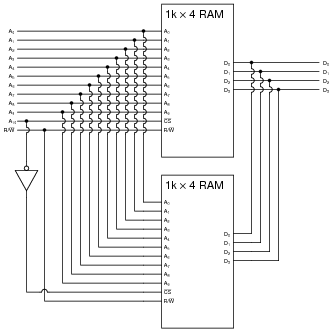 1k × 4 RAM
A₀ A₀
A₁ A₁
A₂ A₂
A₃ A₃
A₄ A₄
A₅ A₅
A₆ A₆
A₇ A₇
A₈ A₈
A₉ A₉
A₁₀ C̅S̅
R/W̅ R/W̅
D₀ D₀
D₁ D₁
D₂ D₂
D₃ D₃
1k × 4 RAM
A₀
A₁
A₂
A₃
A₄
A₅
A₆
A₇
A₈
A₉
C̅S̅
R/W̅
D₀
D₁
D₂
D₃